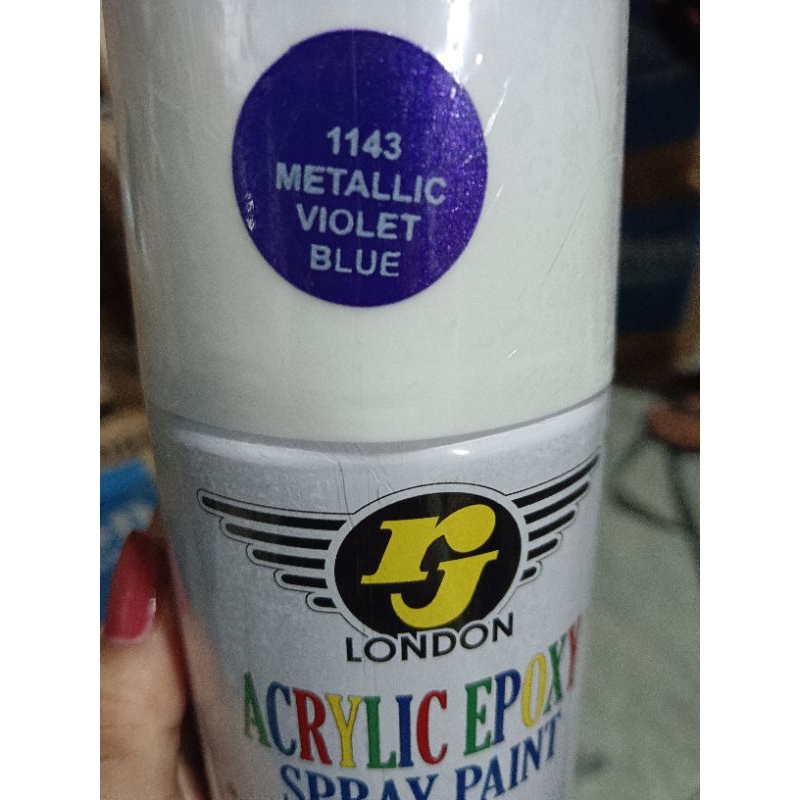 1143
METALLIC
VIOLET
BLUE
rj
LONDON
ACRYLIC EPOXY
SPRAY PAINT